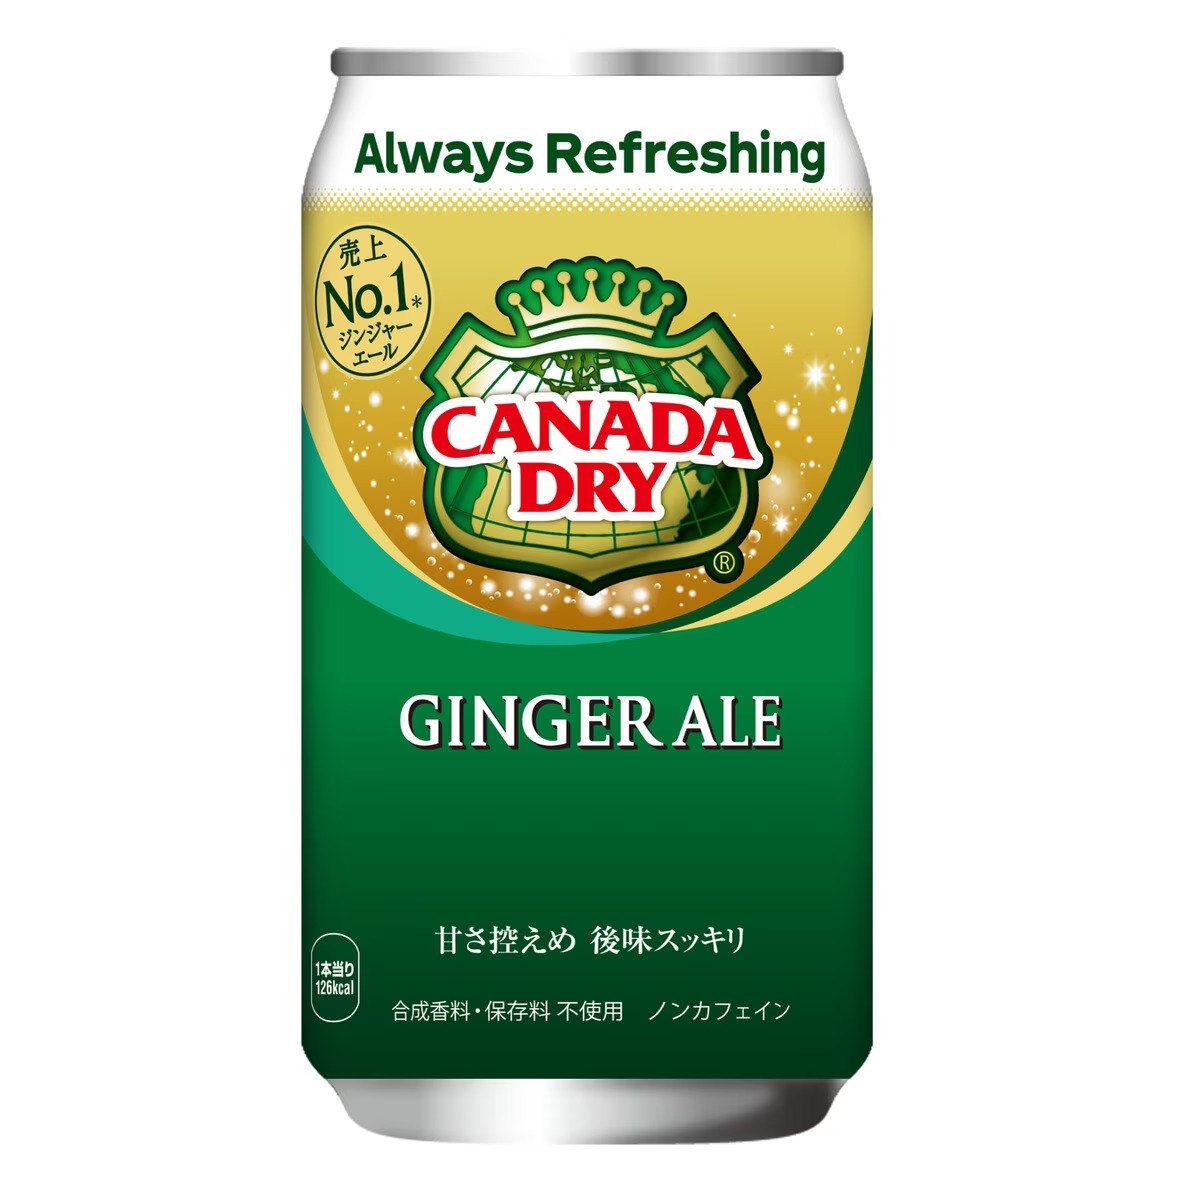 Always Refreshing
売上
No.1*
ジンジャー
エール
CANADA
DRY
®
GINGER ALE
甘さ控えめ 後味スッキリ
1本当り
126kcal
合成香料・保存料 不使用 ノンカフェイン